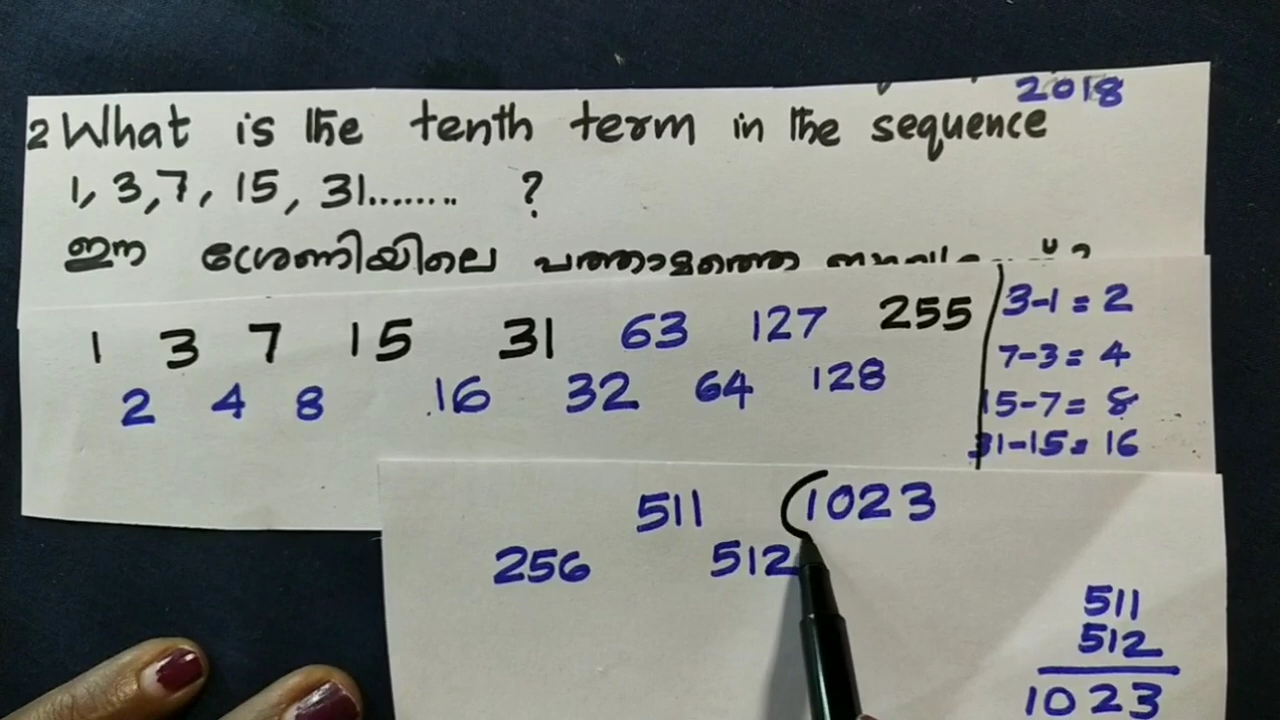 2018
2 What is the tenth term in the sequence
1, 3, 7, 15, 31........ ?
ഈ ശ്രേണിയിലെ പത്താമത്തെ
1 3 7 15 31 63 127 255
2 4 8 16 32 64 128
3-1 = 2
7-3 = 4
15-7 = 8
31-15 = 16
511 1023
256 512
511
512
1023